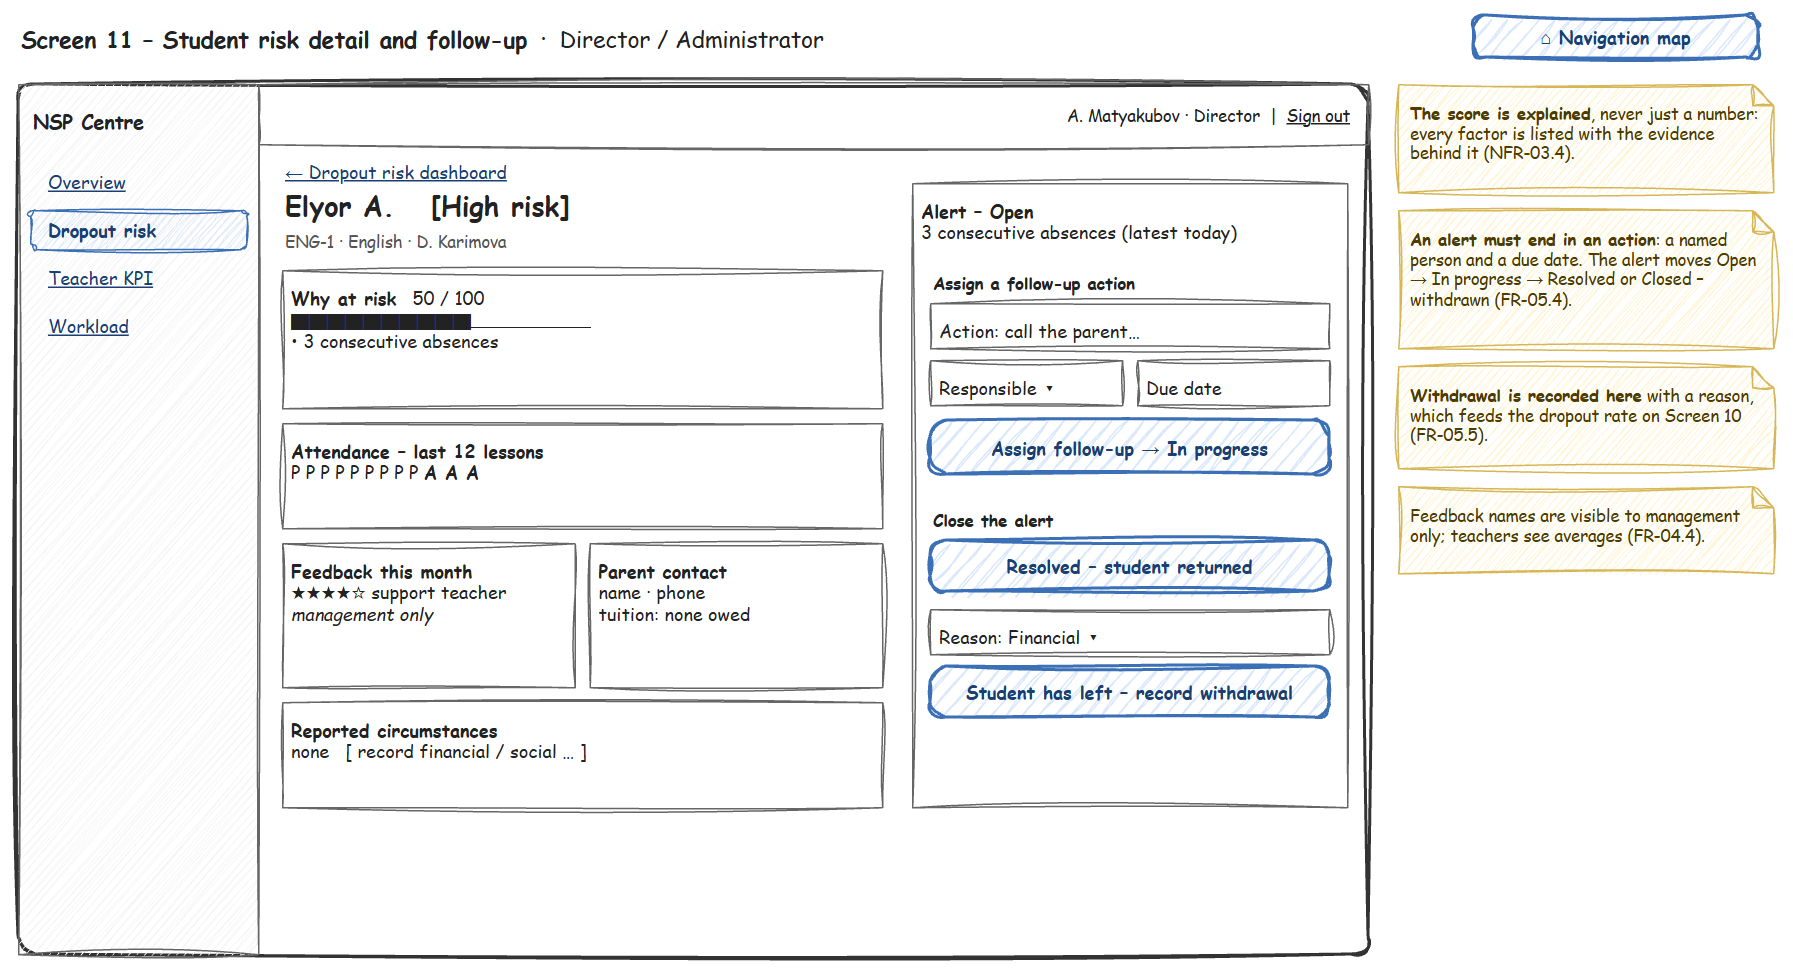 Screen 11 – Student risk detail and follow-up · Director / Administrator
⌂ Navigation map
NSP Centre
Overview
Dropout risk
Teacher KPI
Workload
A. Matyakubov · Director | Sign out
← Dropout risk dashboard
Elyor A. [High risk]
ENG-1 · English · D. Karimova
Why at risk 50 / 100
• 3 consecutive absences
Attendance – last 12 lessons
P P P P P P P P P A A A
Feedback this month
★★★★☆ support teacher
management only
Parent contact
name · phone
tuition: none owed
Reported circumstances
none [ record financial / social … ]
Alert – Open
3 consecutive absences (latest today)
Assign a follow-up action
Action: call the parent…
Responsible ▾
Due date
Assign follow-up → In progress
Close the alert
Resolved – student returned
Reason: Financial ▾
Student has left – record withdrawal
The score is explained, never just a number:
every factor is listed with the evidence
behind it (NFR-03.4).
An alert must end in an action: a named
person and a due date. The alert moves Open
→ In progress → Resolved or Closed –
withdrawn (FR-05.4).
Withdrawal is recorded here with a reason,
which feeds the dropout rate on Screen 10
(FR-05.5).
Feedback names are visible to management
only; teachers see averages (FR-04.4).